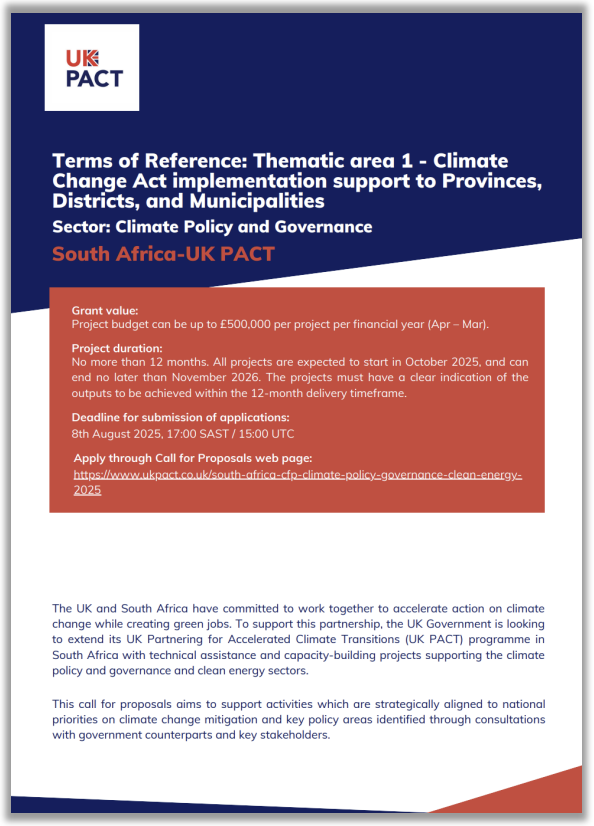 UK
PACT
Terms of Reference: Thematic area 1 - Climate
Change Act implementation support to Provinces,
Districts, and Municipalities
Sector: Climate Policy and Governance
South Africa-UK PACT
Grant value:
Project budget can be up to £500,000 per project per financial year (Apr – Mar).
Project duration:
No more than 12 months. All projects are expected to start in October 2025, and can
end no later than November 2026. The projects must have a clear indication of the
outputs to be achieved within the 12-month delivery timeframe.
Deadline for submission of applications:
8th August 2025, 17:00 SAST / 15:00 UTC
Apply through Call for Proposals web page:
https://www.ukpact.co.uk/south-africa-cfp-climate-policy-governance-clean-energy-
2025
The UK and South Africa have committed to work together to accelerate action on climate
change while creating green jobs. To support this partnership, the UK Government is looking
to extend its UK Partnering for Accelerated Climate Transitions (UK PACT) programme in
South Africa with technical assistance and capacity-building projects supporting the climate
policy and governance and clean energy sectors.
This call for proposals aims to support activities which are strategically aligned to national
priorities on climate change mitigation and key policy areas identified through consultations
with government counterparts and key stakeholders.